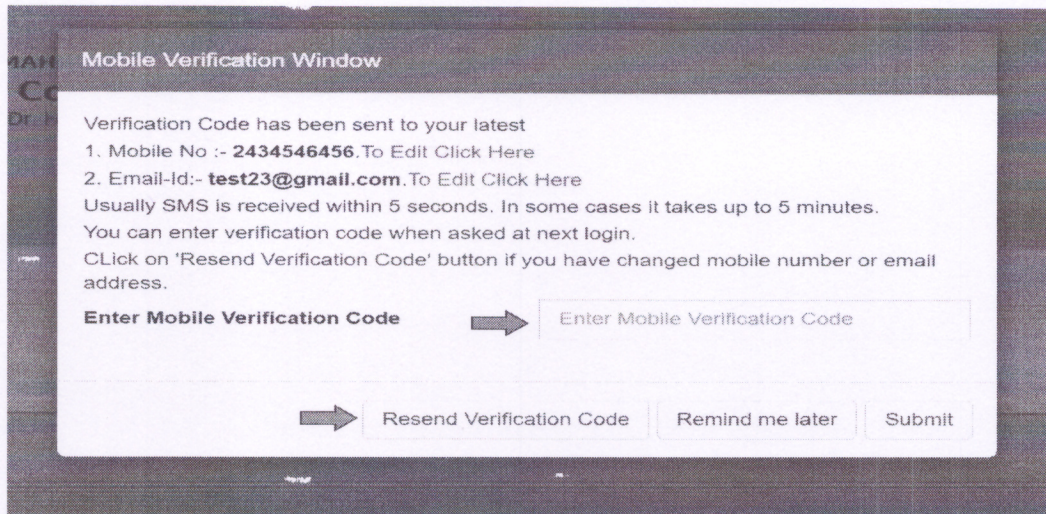 MAH
Mobile Verification Window
Co
Dr.
Verification Code has been sent to your latest
1. Mobile No :- 2434546456.To Edit Click Here
2. Email-Id:- test23@gmail.com.To Edit Click Here
Usually SMS is received within 5 seconds. In some cases it takes up to 5 minutes.
You can enter verification code when asked at next login.
CLick on 'Resend Verification Code' button if you have changed mobile number or email
address.
Enter Mobile Verification Code Enter Mobile Verification Code
Resend Verification Code Remind me later Submit